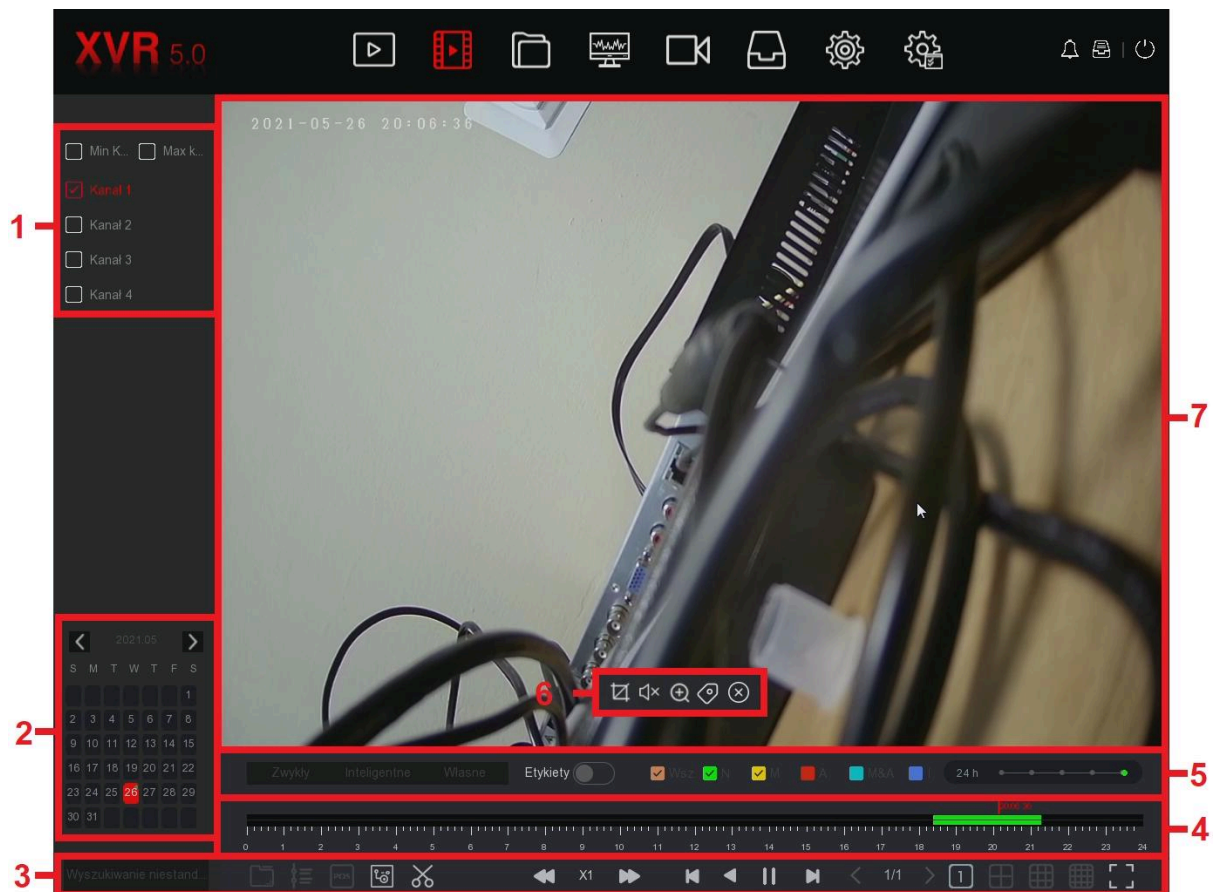 XVR 5.0
2021-05-26 20:06:36
Min K... Max k...
Kanał 1
Kanał 2
Kanał 3
Kanał 4
1
7
6
2021 05
S M T W T F S
1
2 3 4 5 6 7 8
9 10 11 12 13 14 15
16 17 18 19 20 21 22
23 24 25 26 27 28 29
30 31
2
Zwykły Inteligentne Własne Etykiety Wsz. N M A M&A I 24 h
5
0 1 2 3 4 5 6 7 8 9 10 11 12 13 14 15 16 17 18 19 20 21 22 23 24
4
3
Wyszukiwanie niestand... POS X1 1/1 1